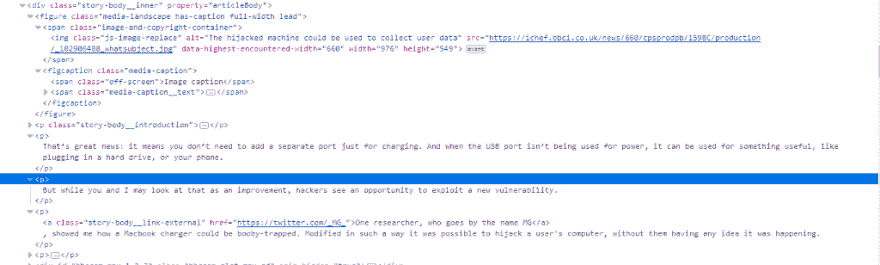 <div class="story-body__inner" property="articleBody">
<figure class="media-landscape has-caption full-width lead">
<span class="image-and-copyright-container">
<img class="js-image-replace" alt="The hijacked machine could be used to collect user data" src="https://ichef.bbci.co.uk/news/660/cpsprodpb/1598C/production
/_102906488_whatsubject.jpg" data-highest-encountered-width="660" width="976" height="549"> event
</span>
<figcaption class="media-caption">
<span class="off-screen">Image caption</span>
<span class="media-caption__text">…</span>
</figcaption>
</figure>
<p class="story-body__introduction">…</p>
<p>
That's great news: it means you don't need to add a separate port just for charging. And when the USB port isn't being used for power, it can be used for something useful, like
plugging in a hard drive, or your phone.
</p>
<p>
But while you and I may look at that as an improvement, hackers see an opportunity to exploit a new vulnerability.
</p>
<p>
<a class="story-body__link-external" href="https://twitter.com/_MG_">One researcher, who goes by the name MG</a>
, showed me how a Macbook charger could be booby-trapped. Modified in such a way it was possible to hijack a user's computer, without them having any idea it was happening.
</p>
<p>…</p>